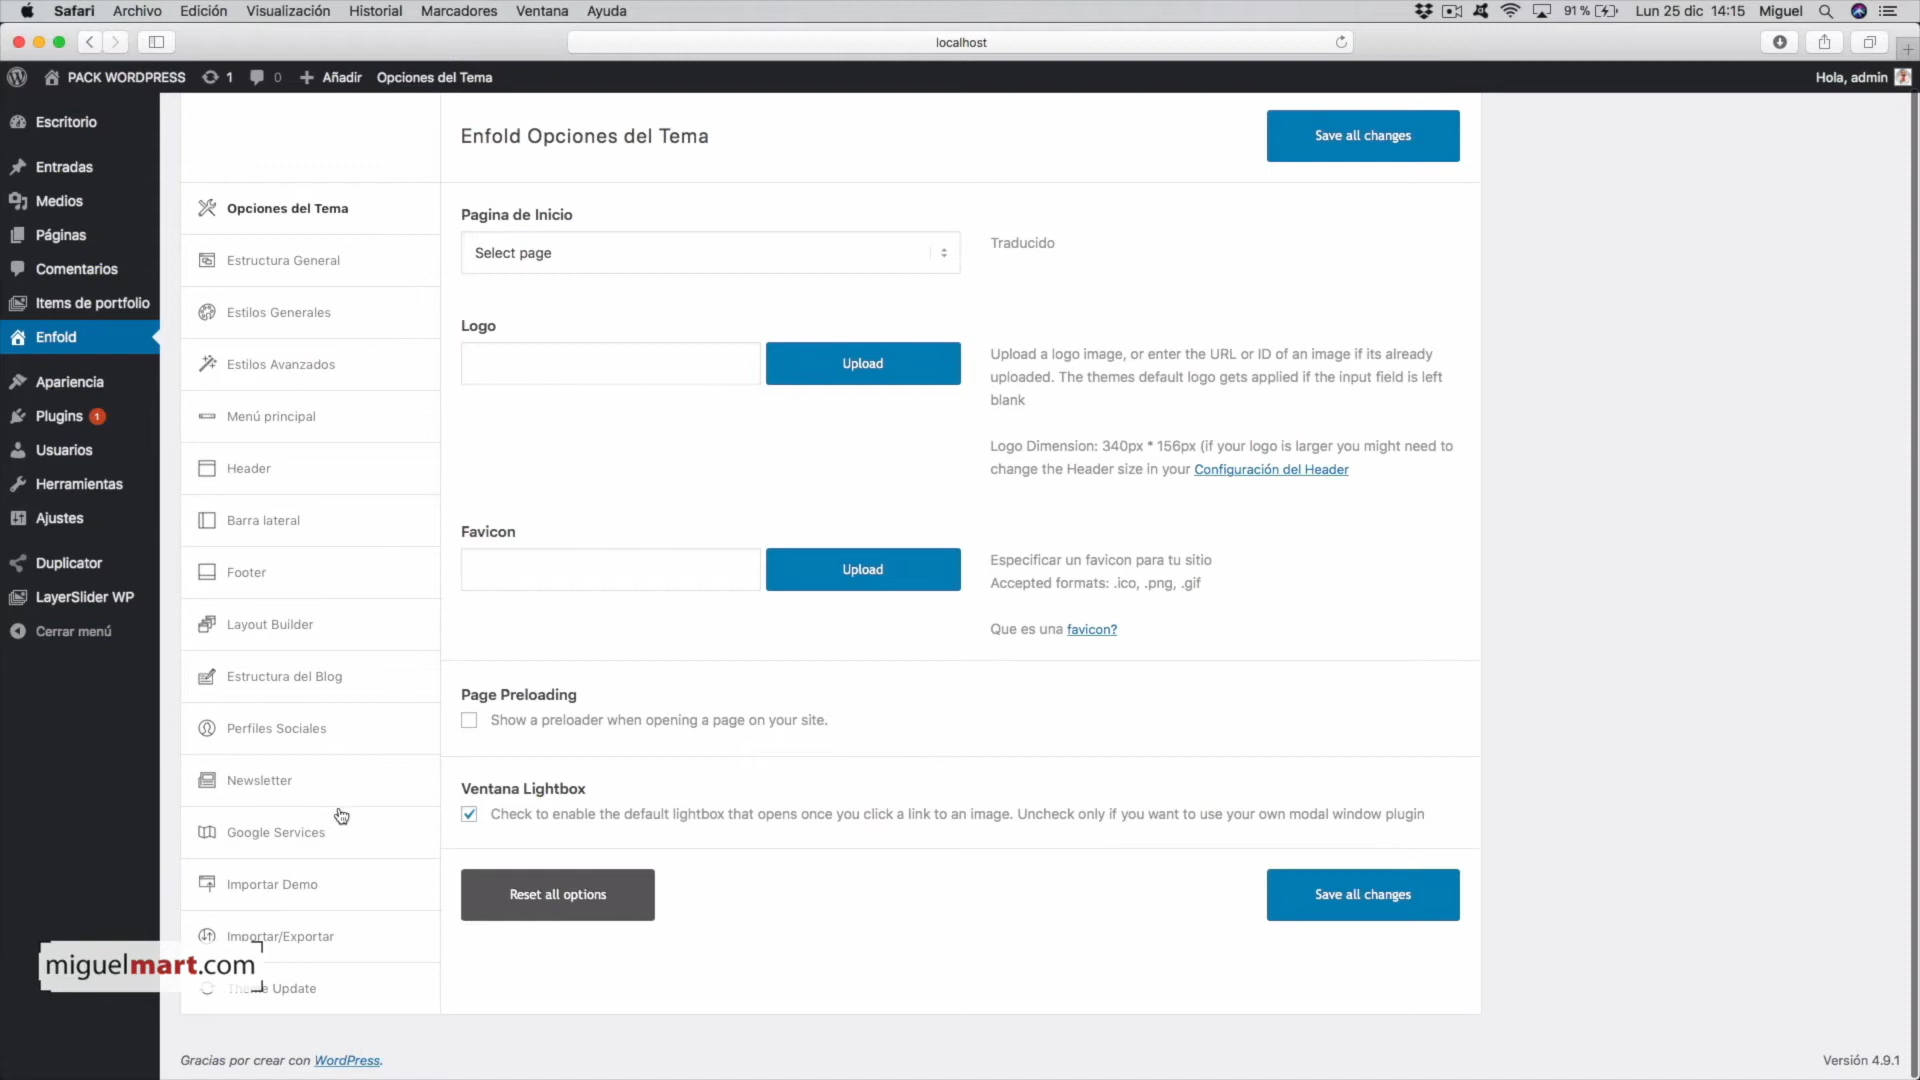 Safari Archivo Edición Visualización Historial Marcadores Ventana Ayuda 91 % Lun 25 dic 14:15 Miguel
localhost
PACK WORDPRESS 1 0 Añadir Opciones del Tema Hola, admin
Escritorio
Entradas
Medios
Páginas
Comentarios
Items de portfolio
Enfold
Apariencia
Plugins 1
Usuarios
Herramientas
Ajustes
Duplicator
LayerSlider WP
Cerrar menú
Opciones del Tema
Estructura General
Estilos Generales
Estilos Avanzados
Menú principal
Header
Barra lateral
Footer
Layout Builder
Estructura del Blog
Perfiles Sociales
Newsletter
Google Services
Importar Demo
Importar/Exportar
Theme Update
Enfold Opciones del Tema
Save all changes
Pagina de Inicio
Select page
Traducido
Logo
Upload
Upload a logo image, or enter the URL or ID of an image if its already
uploaded. The themes default logo gets applied if the input field is left
blank
Logo Dimension: 340px * 156px (if your logo is larger you might need to
change the Header size in your Configuración del Header
Favicon
Upload
Especificar un favicon para tu sitio
Accepted formats: .ico, .png, .gif
Que es una favicon?
Page Preloading
Show a preloader when opening a page on your site.
Ventana Lightbox
Check to enable the default lightbox that opens once you click a link to an image. Uncheck only if you want to use your own modal window plugin
Reset all options
Save all changes
miguelmart.com
Gracias por crear con WordPress.
Versión 4.9.1